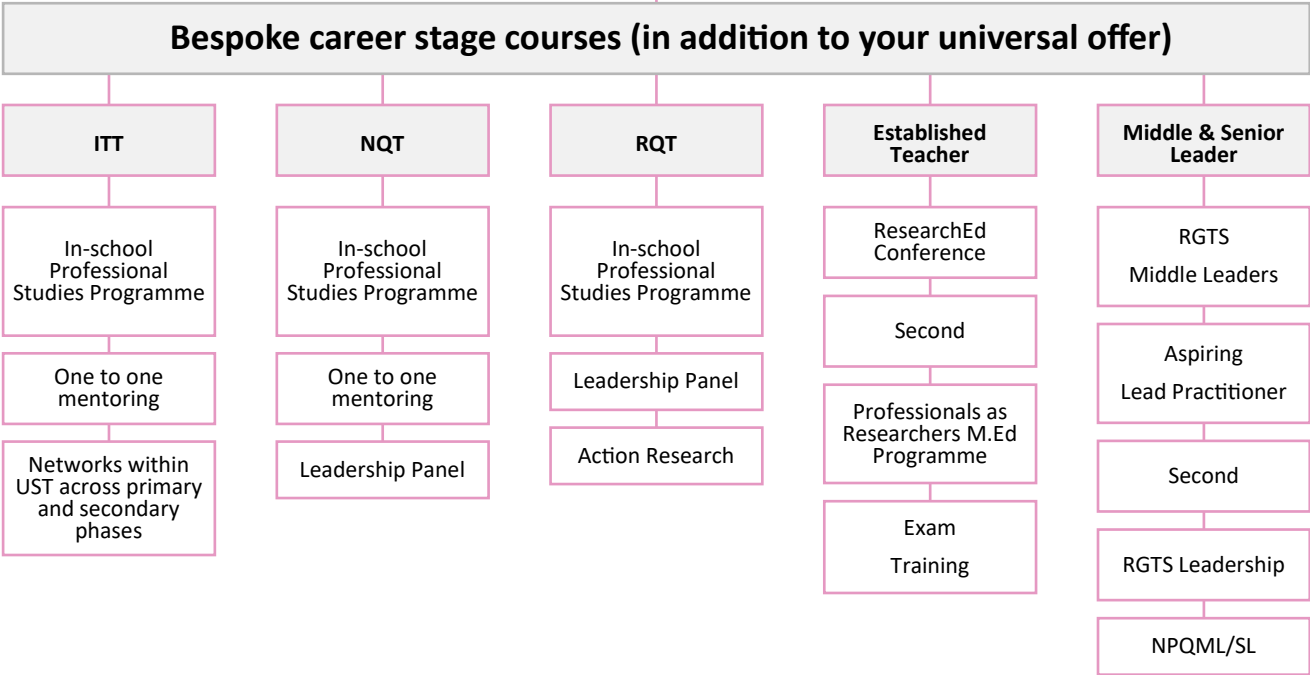 Bespoke career stage courses (in addition to your universal offer)
ITT
In-school
Professional
Studies Programme
One to one
mentoring
Networks within
UST across primary
and secondary
phases
NQT
In-school
Professional
Studies Programme
One to one
mentoring
Leadership Panel
RQT
In-school
Professional
Studies Programme
Leadership Panel
Action Research
Established
Teacher
ResearchEd
Conference
Second
Professionals as
Researchers M.Ed
Programme
Exam
Training
Middle & Senior
Leader
RGTS
Middle Leaders
Aspiring
Lead Practitioner
Second
RGTS Leadership
NPQML/SL